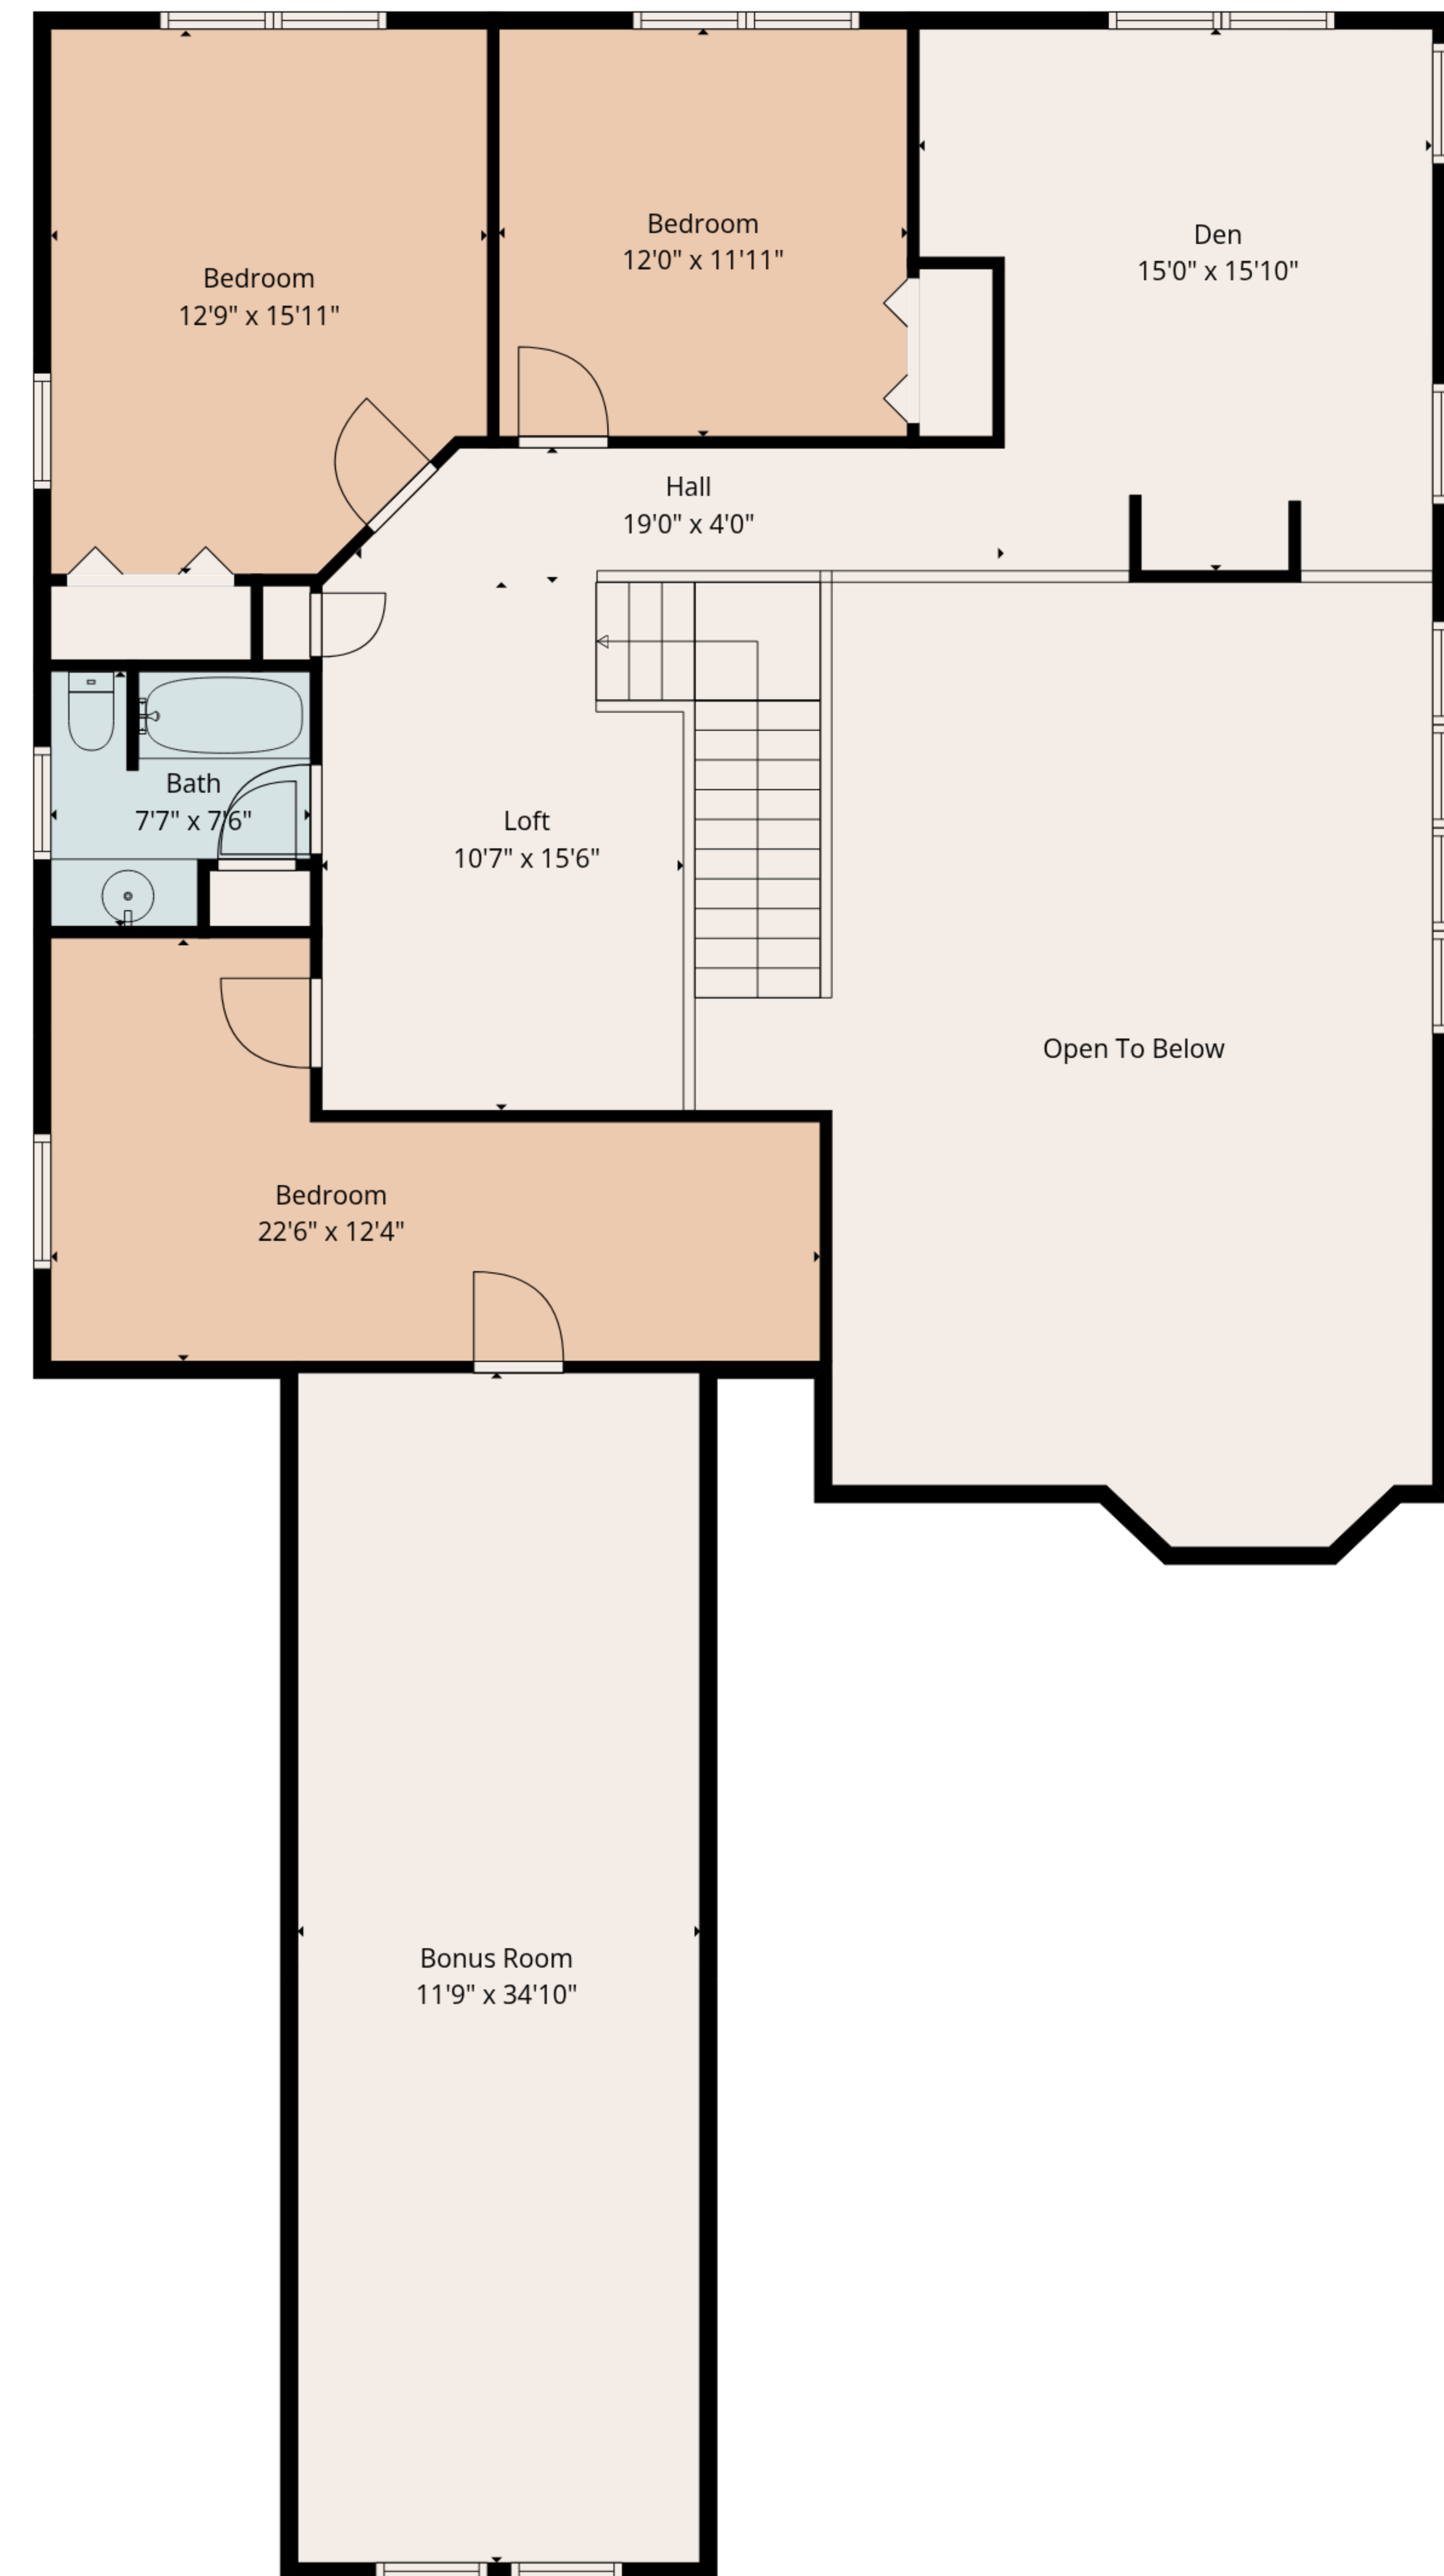 Bedroom
12'9" x 15'11"
Bedroom
12'0" x 11'11"
Den
15'0" x 15'10"
Hall
19'0" x 4'0"
Bath
7'7" x 7'6"
Loft
10'7" x 15'6"
Open To Below
Bedroom
22'6" x 12'4"
Bonus Room
11'9" x 34'10"